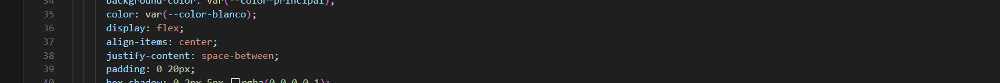 34 background-color: var(--color-principal);
35 color: var(--color-blanco);
36 display: flex;
37 align-items: center;
38 justify-content: space-between;
39 padding: 0 20px;
40 box-shadow: 0 2px 5px rgba(0,0,0,0.1);